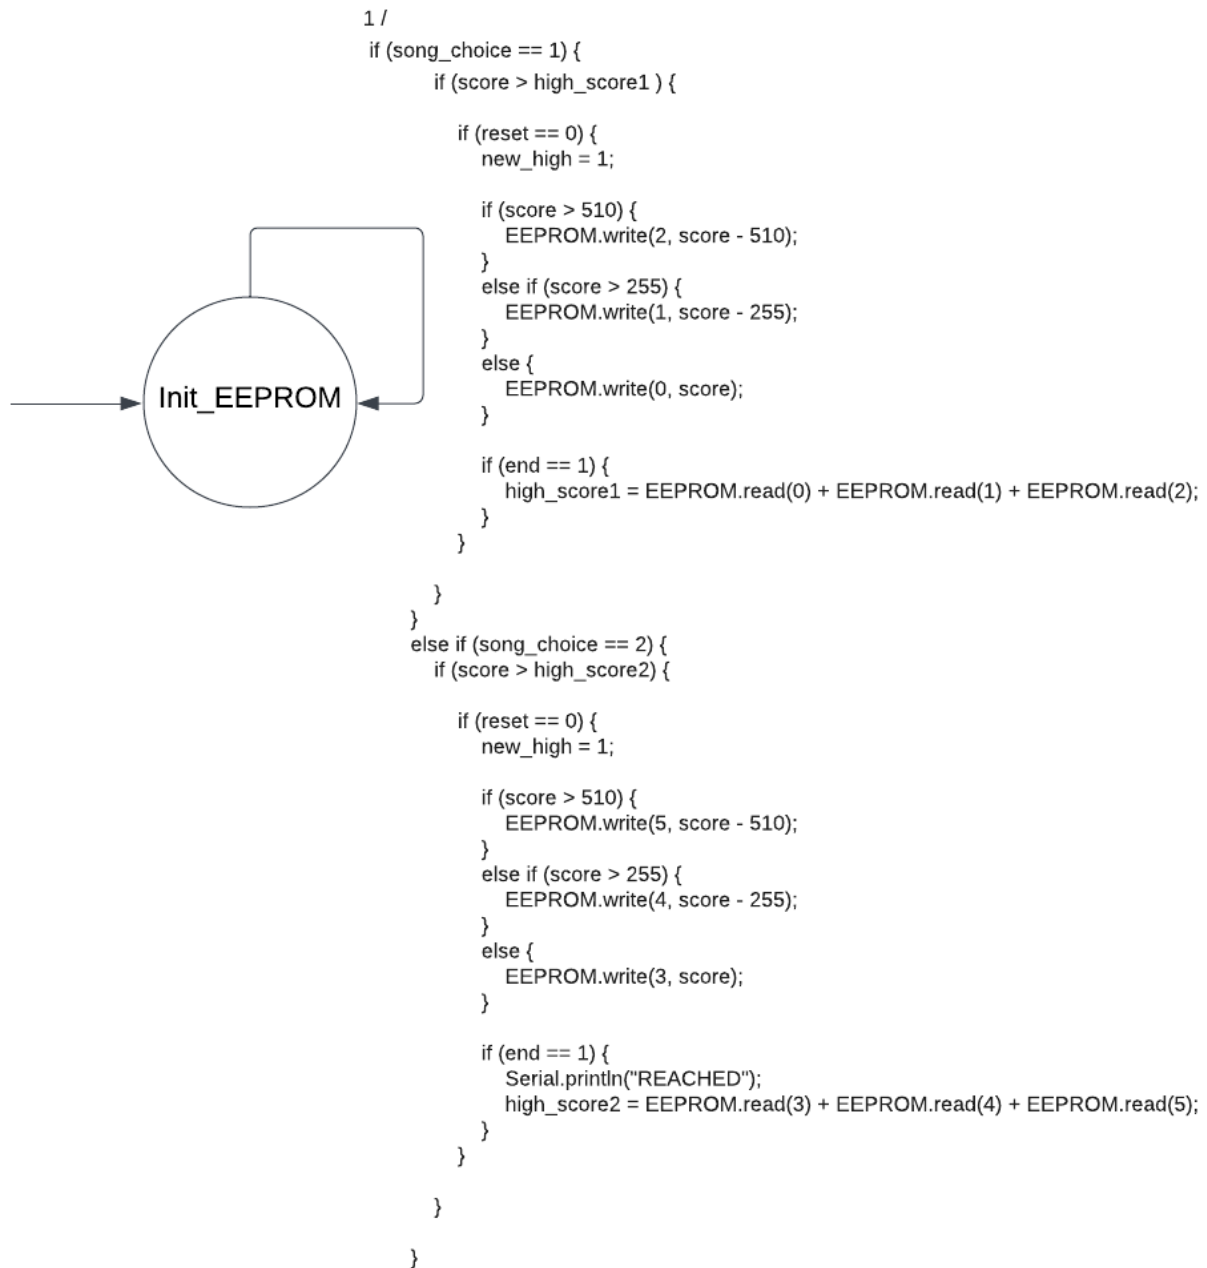 1 /
if (song_choice == 1) {
if (score > high_score1 ) {
if (reset == 0) {
new_high = 1;
if (score > 510) {
EEPROM.write(2, score - 510);
}
else if (score > 255) {
EEPROM.write(1, score - 255);
}
else {
EEPROM.write(0, score);
}
if (end == 1) {
high_score1 = EEPROM.read(0) + EEPROM.read(1) + EEPROM.read(2);
}
}
}
}
else if (song_choice == 2) {
if (score > high_score2) {
if (reset == 0) {
new_high = 1;
if (score > 510) {
EEPROM.write(5, score - 510);
}
else if (score > 255) {
EEPROM.write(4, score - 255);
}
else {
EEPROM.write(3, score);
}
if (end == 1) {
Serial.println("REACHED");
high_score2 = EEPROM.read(3) + EEPROM.read(4) + EEPROM.read(5);
}
}
}
}
Init_EEPROM